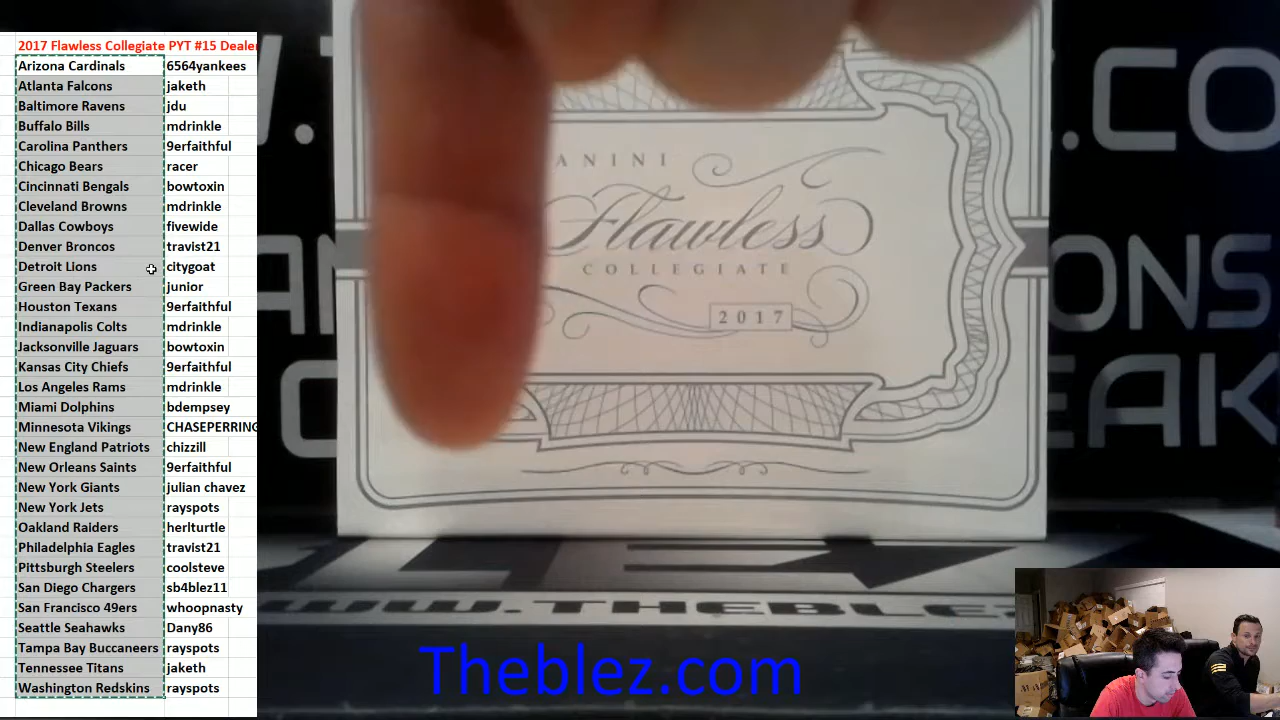 2017 Flawless Collegiate PYT #15 Dealer
Arizona Cardinals 6564yankees
Atlanta Falcons jaketh
Baltimore Ravens jdu
Buffalo Bills mdrinkle
Carolina Panthers 9erfaithful
Chicago Bears racer
Cincinnati Bengals bowtoxin
Cleveland Browns mdrinkle
Dallas Cowboys fivewide
Denver Broncos travist21
Detroit Lions citygoat
Green Bay Packers junior
Houston Texans 9erfaithful
Indianapolis Colts mdrinkle
Jacksonville Jaguars bowtoxin
Kansas City Chiefs 9erfaithful
Los Angeles Rams mdrinkle
Miami Dolphins bdempsey
Minnesota Vikings CHASEPERRING
New England Patriots chizzill
New Orleans Saints 9erfaithful
New York Giants julian chavez
New York Jets rayspots
Oakland Raiders herlturtle
Philadelphia Eagles travist21
PIttsburgh Steelers coolsteve
San Diego Chargers sb4blez11
San Francisco 49ers whoopnasty
Seattle Seahawks Dany86
Tampa Bay Buccaneers rayspots
Tennessee Titans jaketh
Washington Redskins rayspots
ANINI
Flawless
COLLEGIATE
2017
WWW.THEBLE
Theblez.com